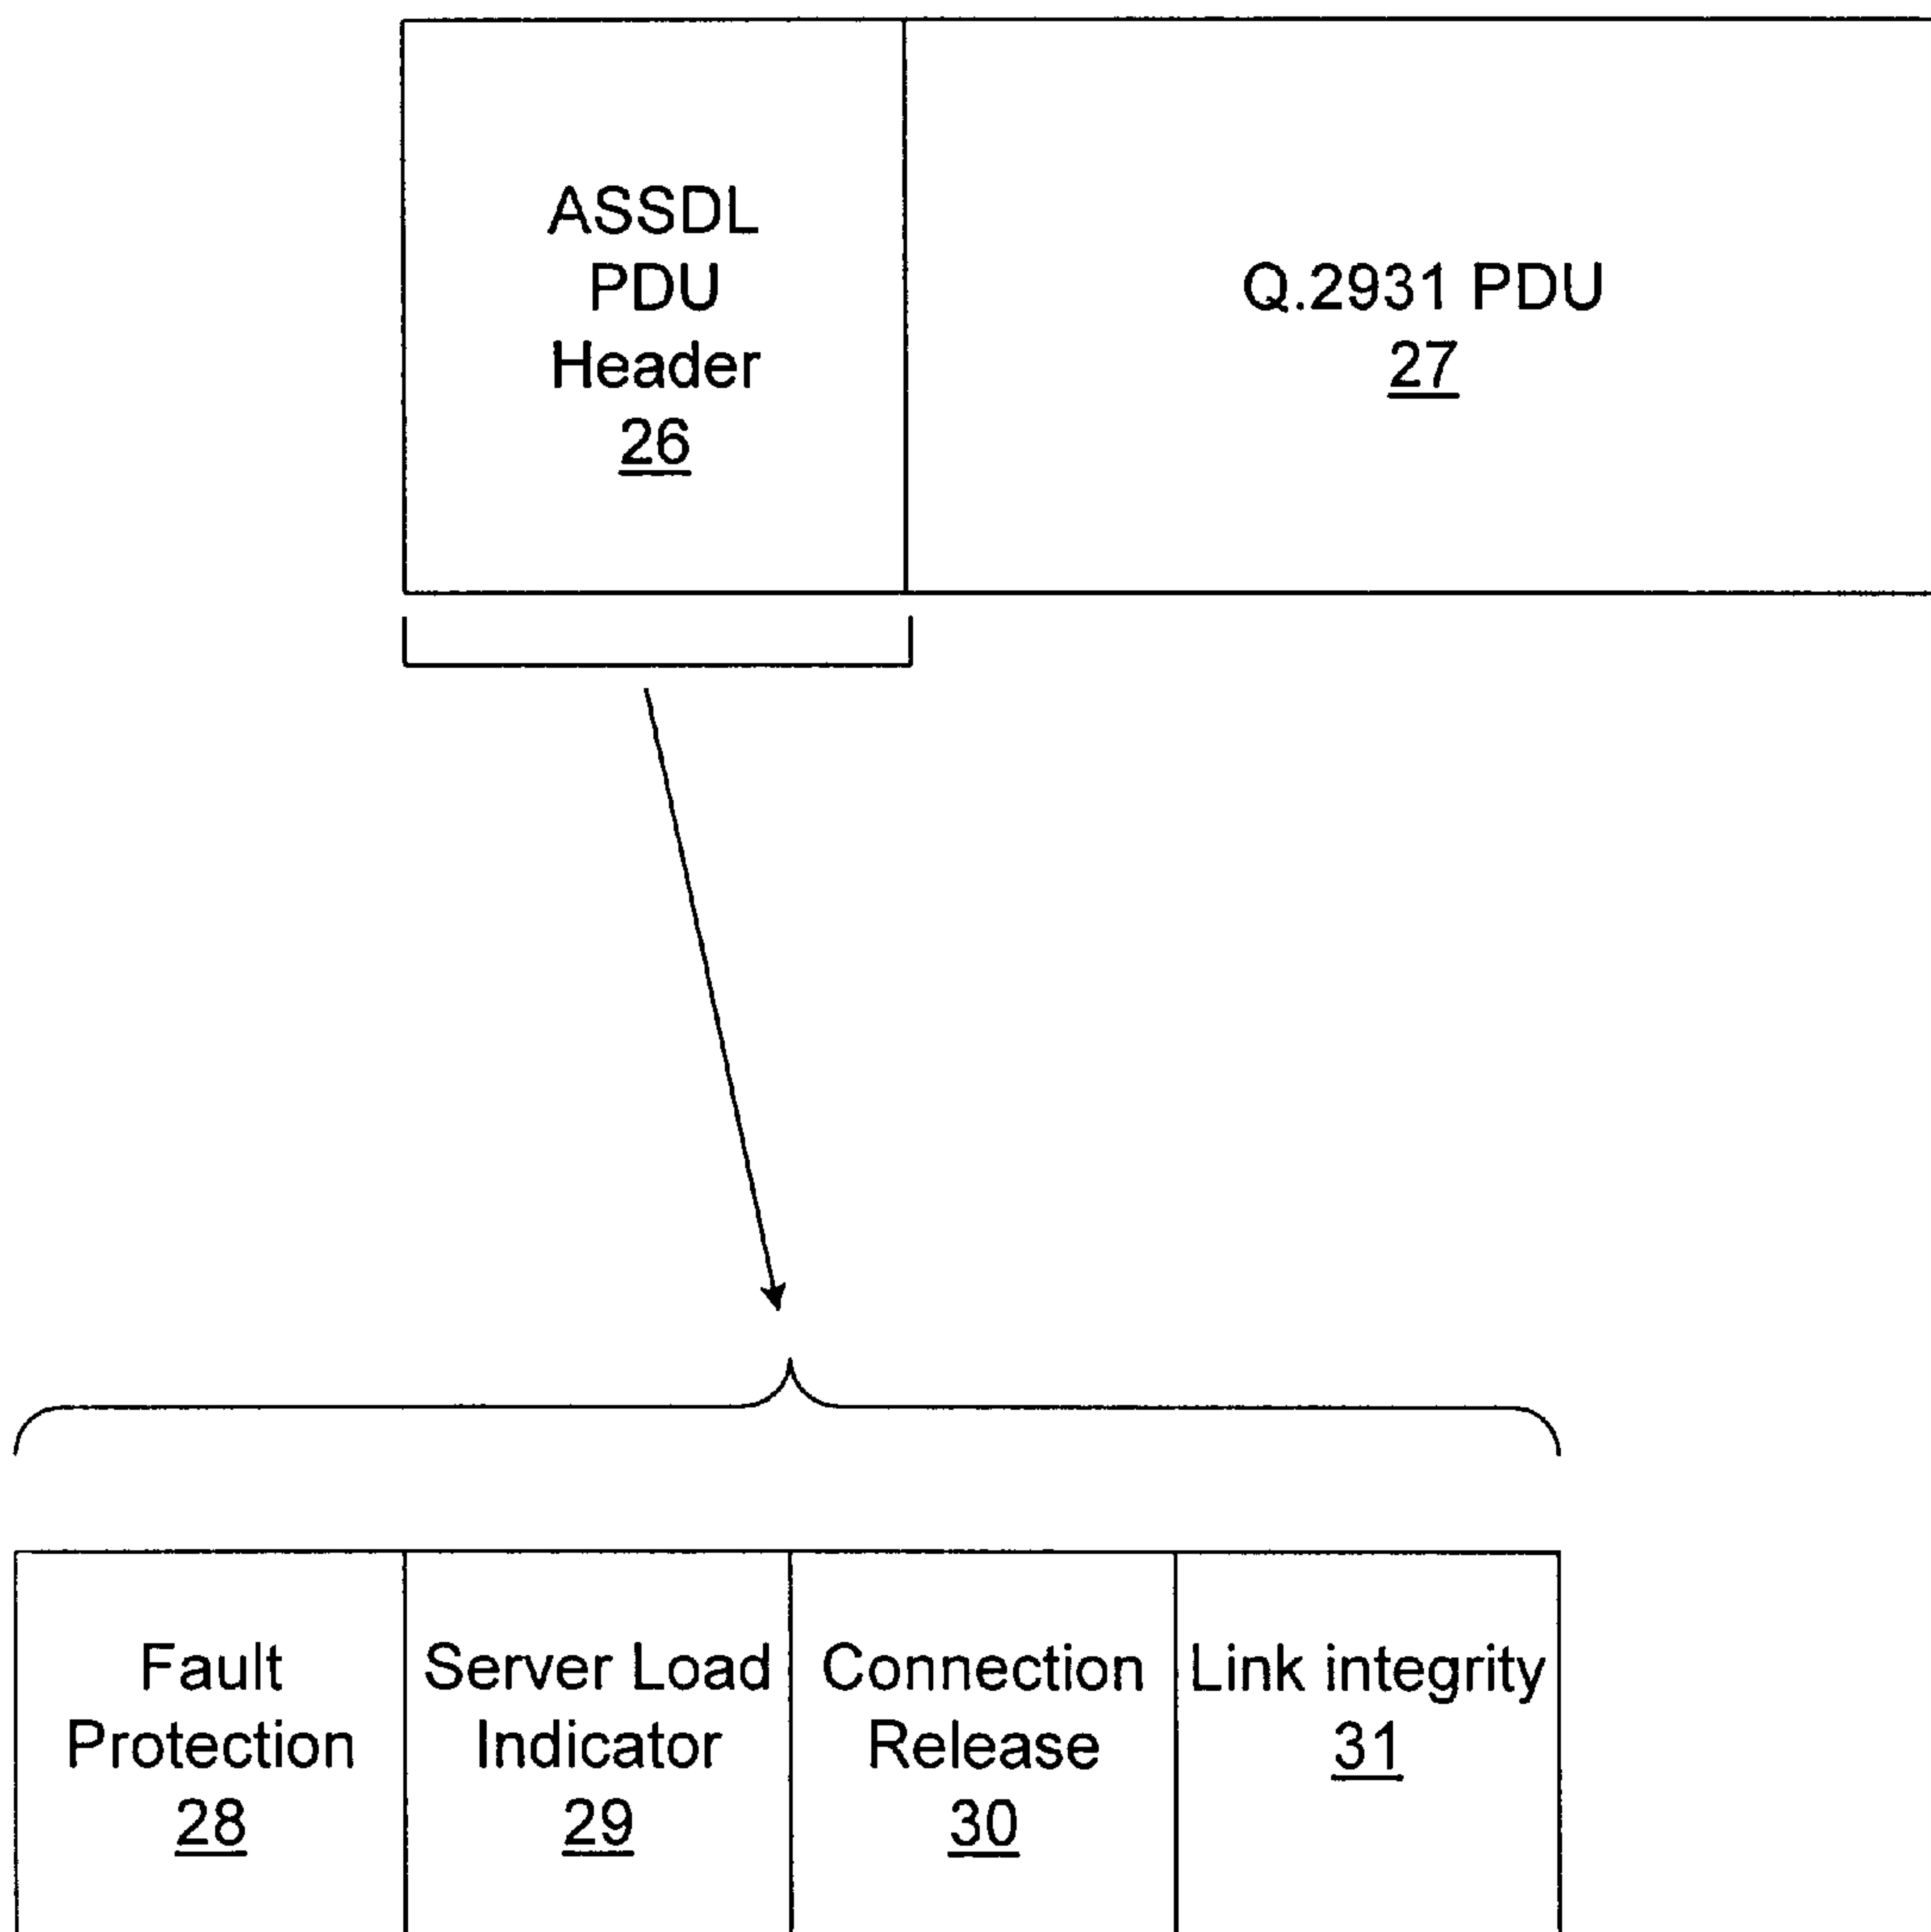 ASSDL
PDU
Header
26
Q.2931 PDU
27
Fault
Protection
28
Server Load
Indicator
29
Connection
Release
30
Link integrity
31